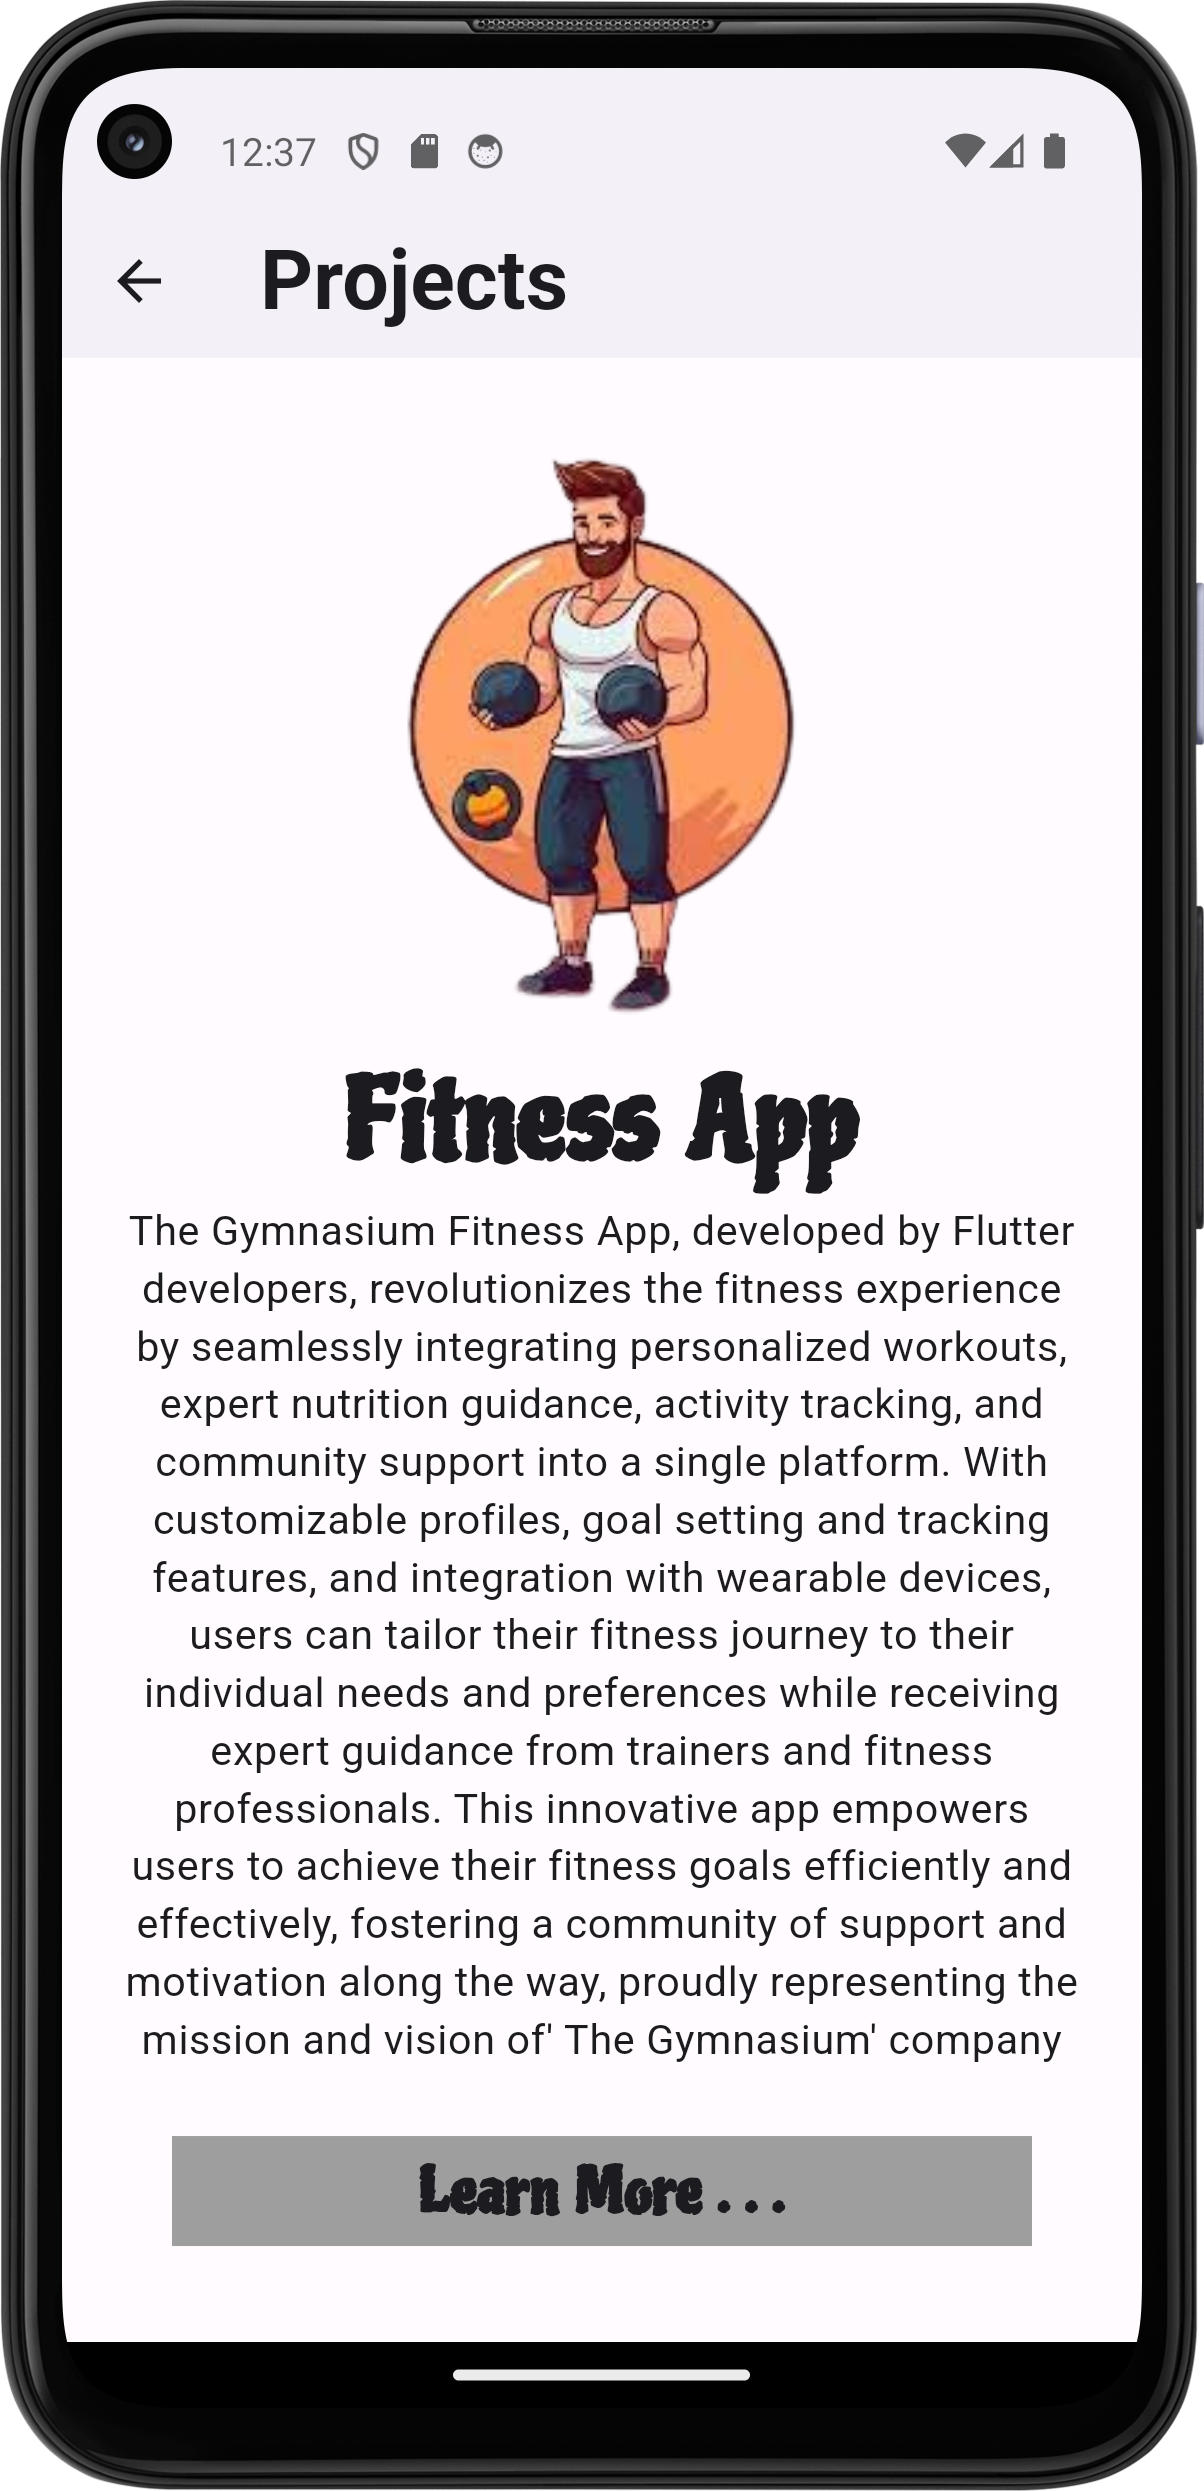 12:37
Projects
Fitness App
The Gymnasium Fitness App, developed by Flutter
developers, revolutionizes the fitness experience
by seamlessly integrating personalized workouts,
expert nutrition guidance, activity tracking, and
community support into a single platform. With
customizable profiles, goal setting and tracking
features, and integration with wearable devices,
users can tailor their fitness journey to their
individual needs and preferences while receiving
expert guidance from trainers and fitness
professionals. This innovative app empowers
users to achieve their fitness goals efficiently and
effectively, fostering a community of support and
motivation along the way, proudly representing the
mission and vision of' The Gymnasium' company
Learn More . . .